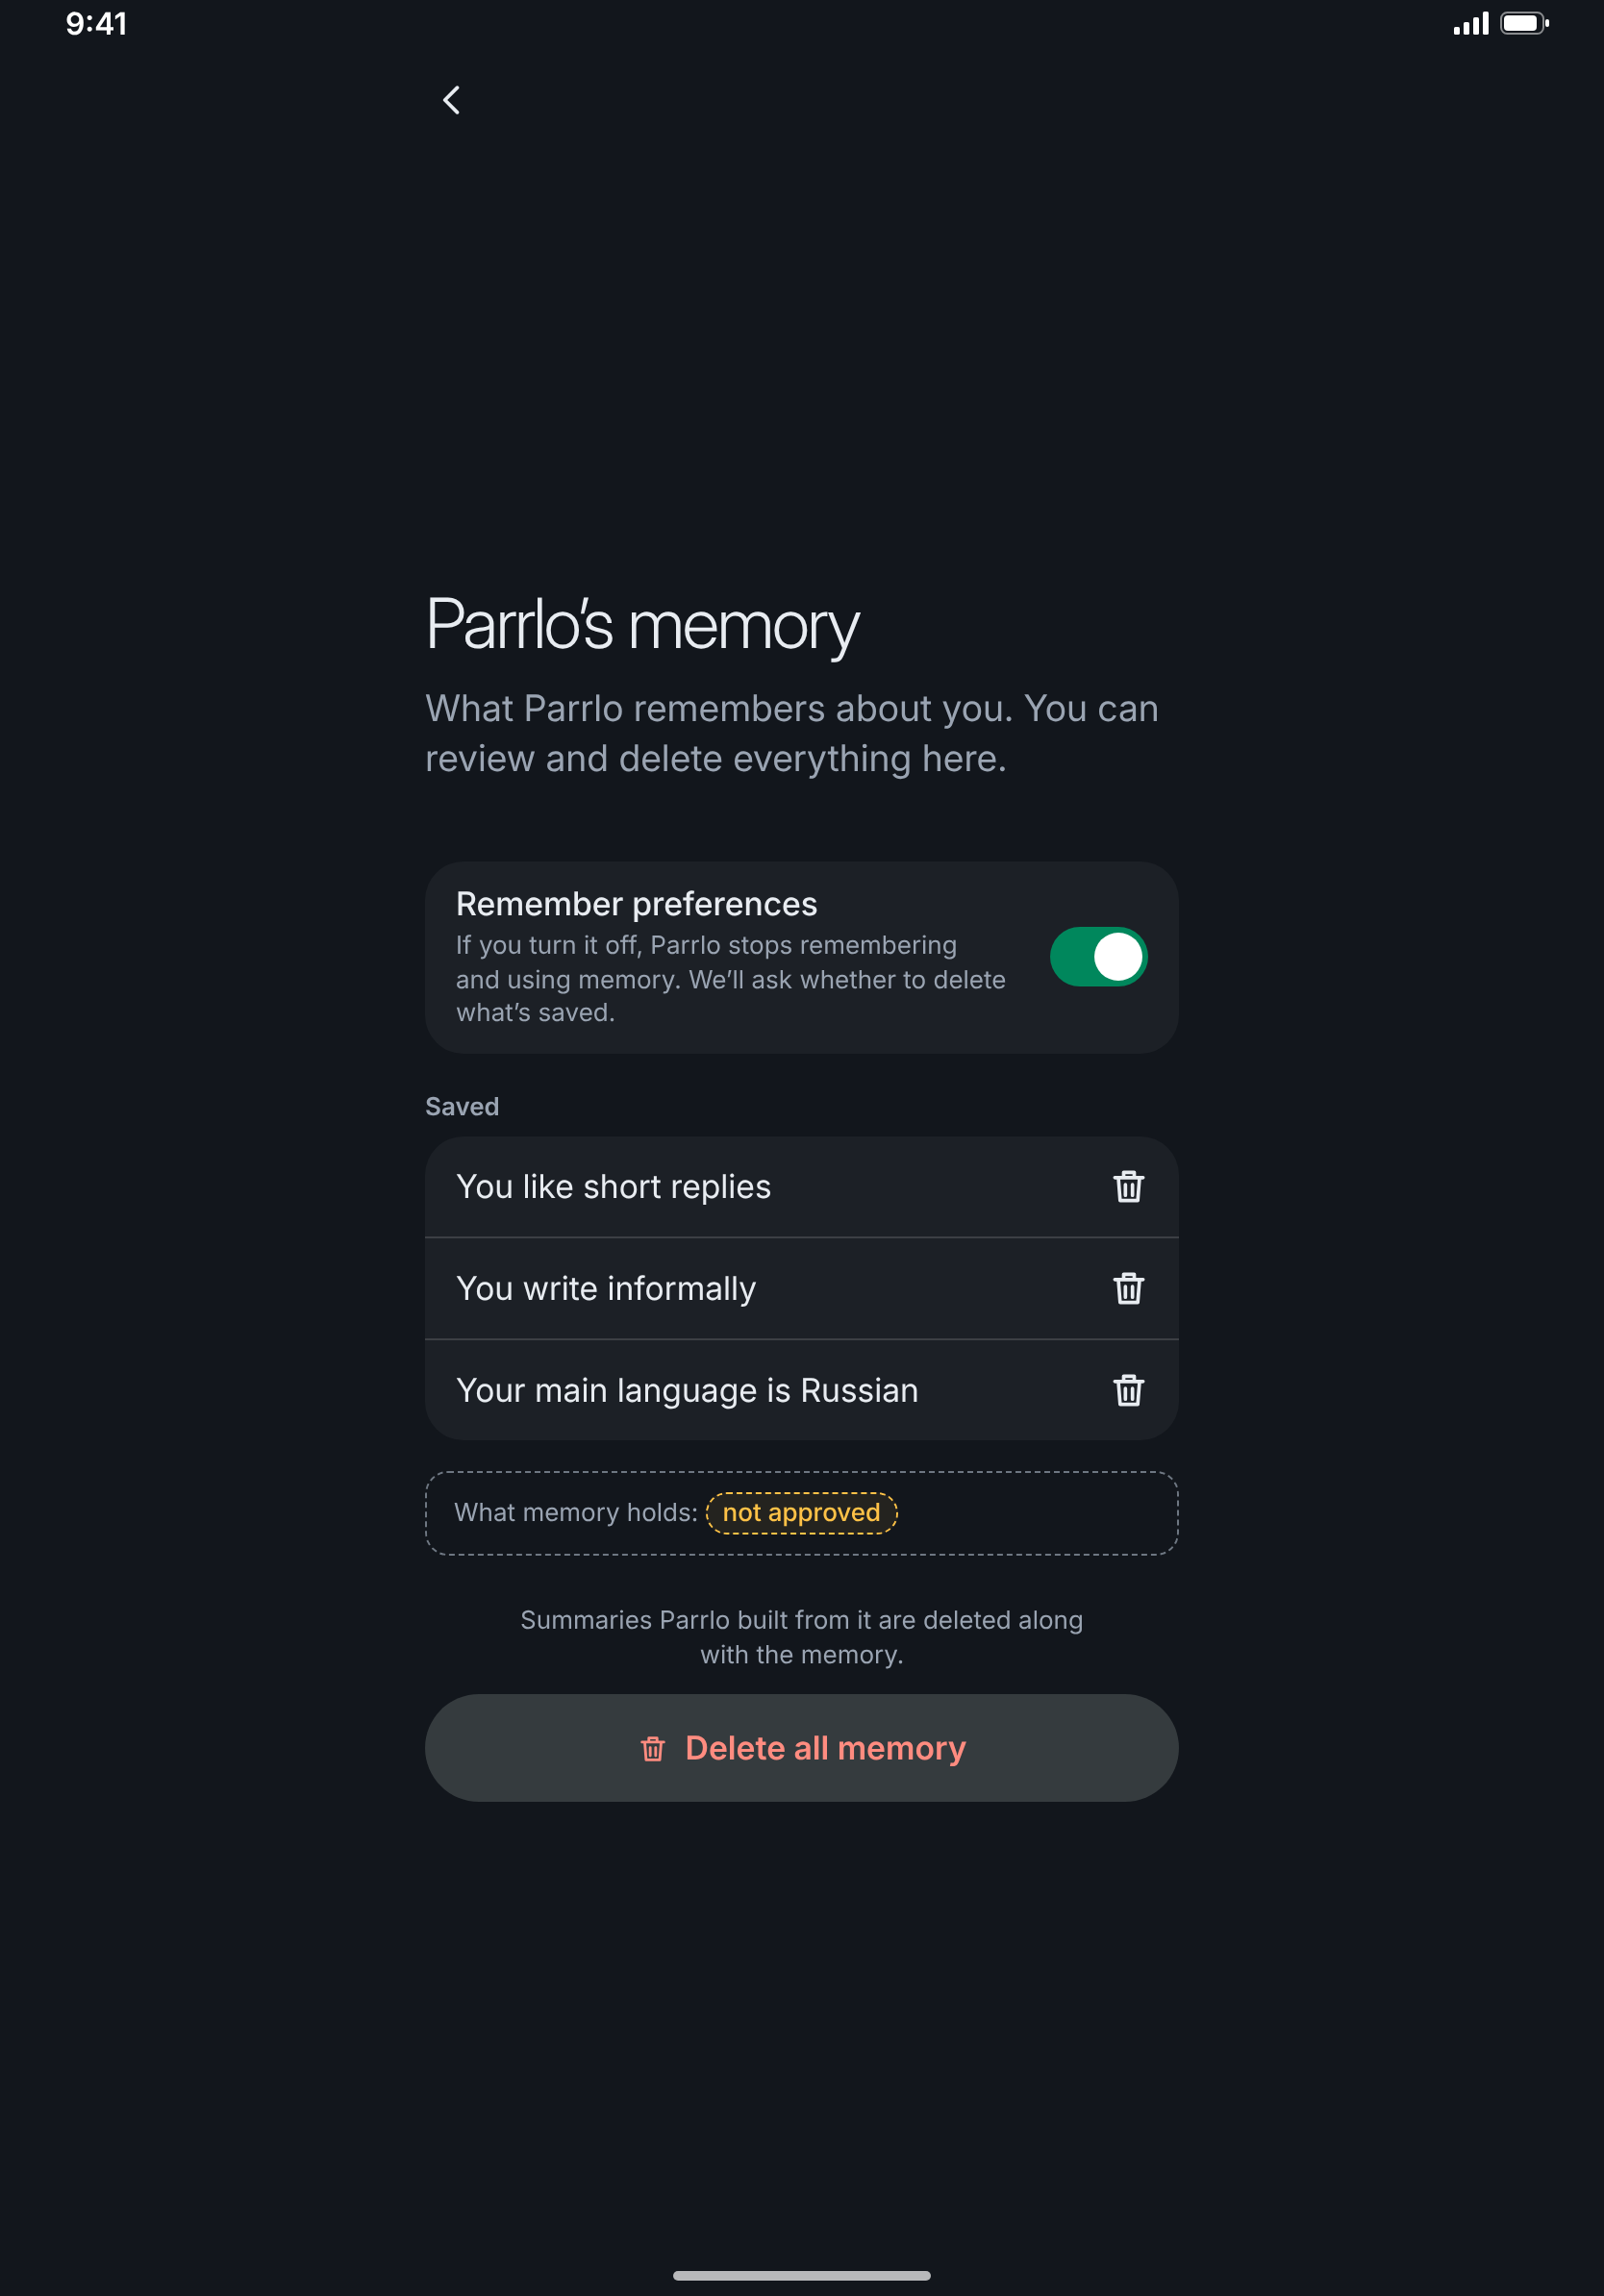 9:41
Parrlo’s memory
What Parrlo remembers about you. You can
review and delete everything here.
Remember preferences
If you turn it off, Parrlo stops remembering
and using memory. We’ll ask whether to delete
what’s saved.
Saved
You like short replies
You write informally
Your main language is Russian
What memory holds: not approved
Summaries Parrlo built from it are deleted along
with the memory.
Delete all memory